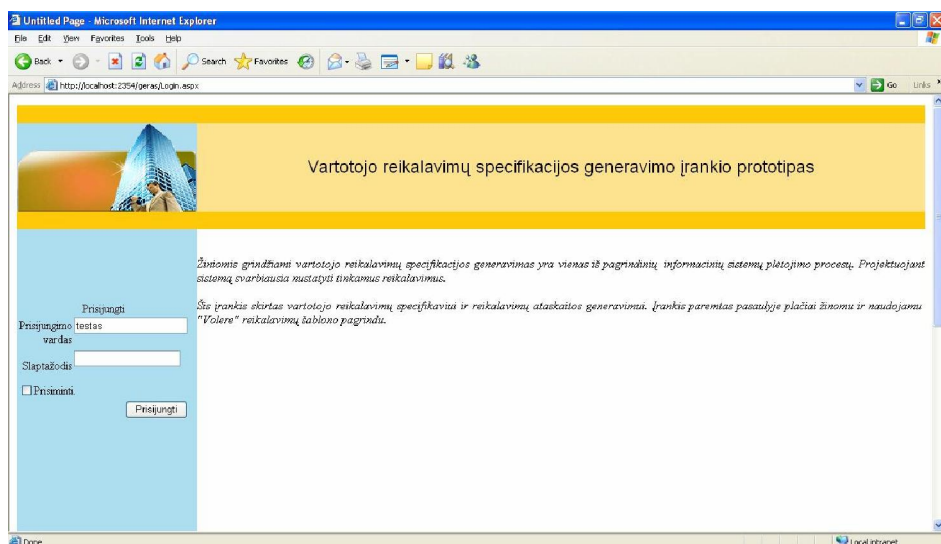 Untitled Page - Microsoft Internet Explorer
File Edit View Favorites Tools Help
Back Search Favorites
Address http://localhost:2354/geras/Login.aspx Go Links
Vartotojo reikalavimų specifikacijos generavimo įrankio prototipas
Žiniomis grindžiami vartotojo reikalavimų specifikacijos generavimas yra vienas iš pagrindinių informacinių sistemų plėtojimo procesų. Projektuojant
sistemą svarbiausia nustatyti tinkamus reikalavimus.
Šis įrankis skirtas vartotojo reikalavimų specifikavimui ir reikalavimų ataskaitos generavimui. Įrankis paremtas pasaulyje plačiai žinomu ir naudojamu
"Volere" reikalavimų šablono pagrindu.
Prisijungti
Prisijungimo testas
vardas
Slaptažodis
Prisiminti.
Prisijungti
Done Local intranet